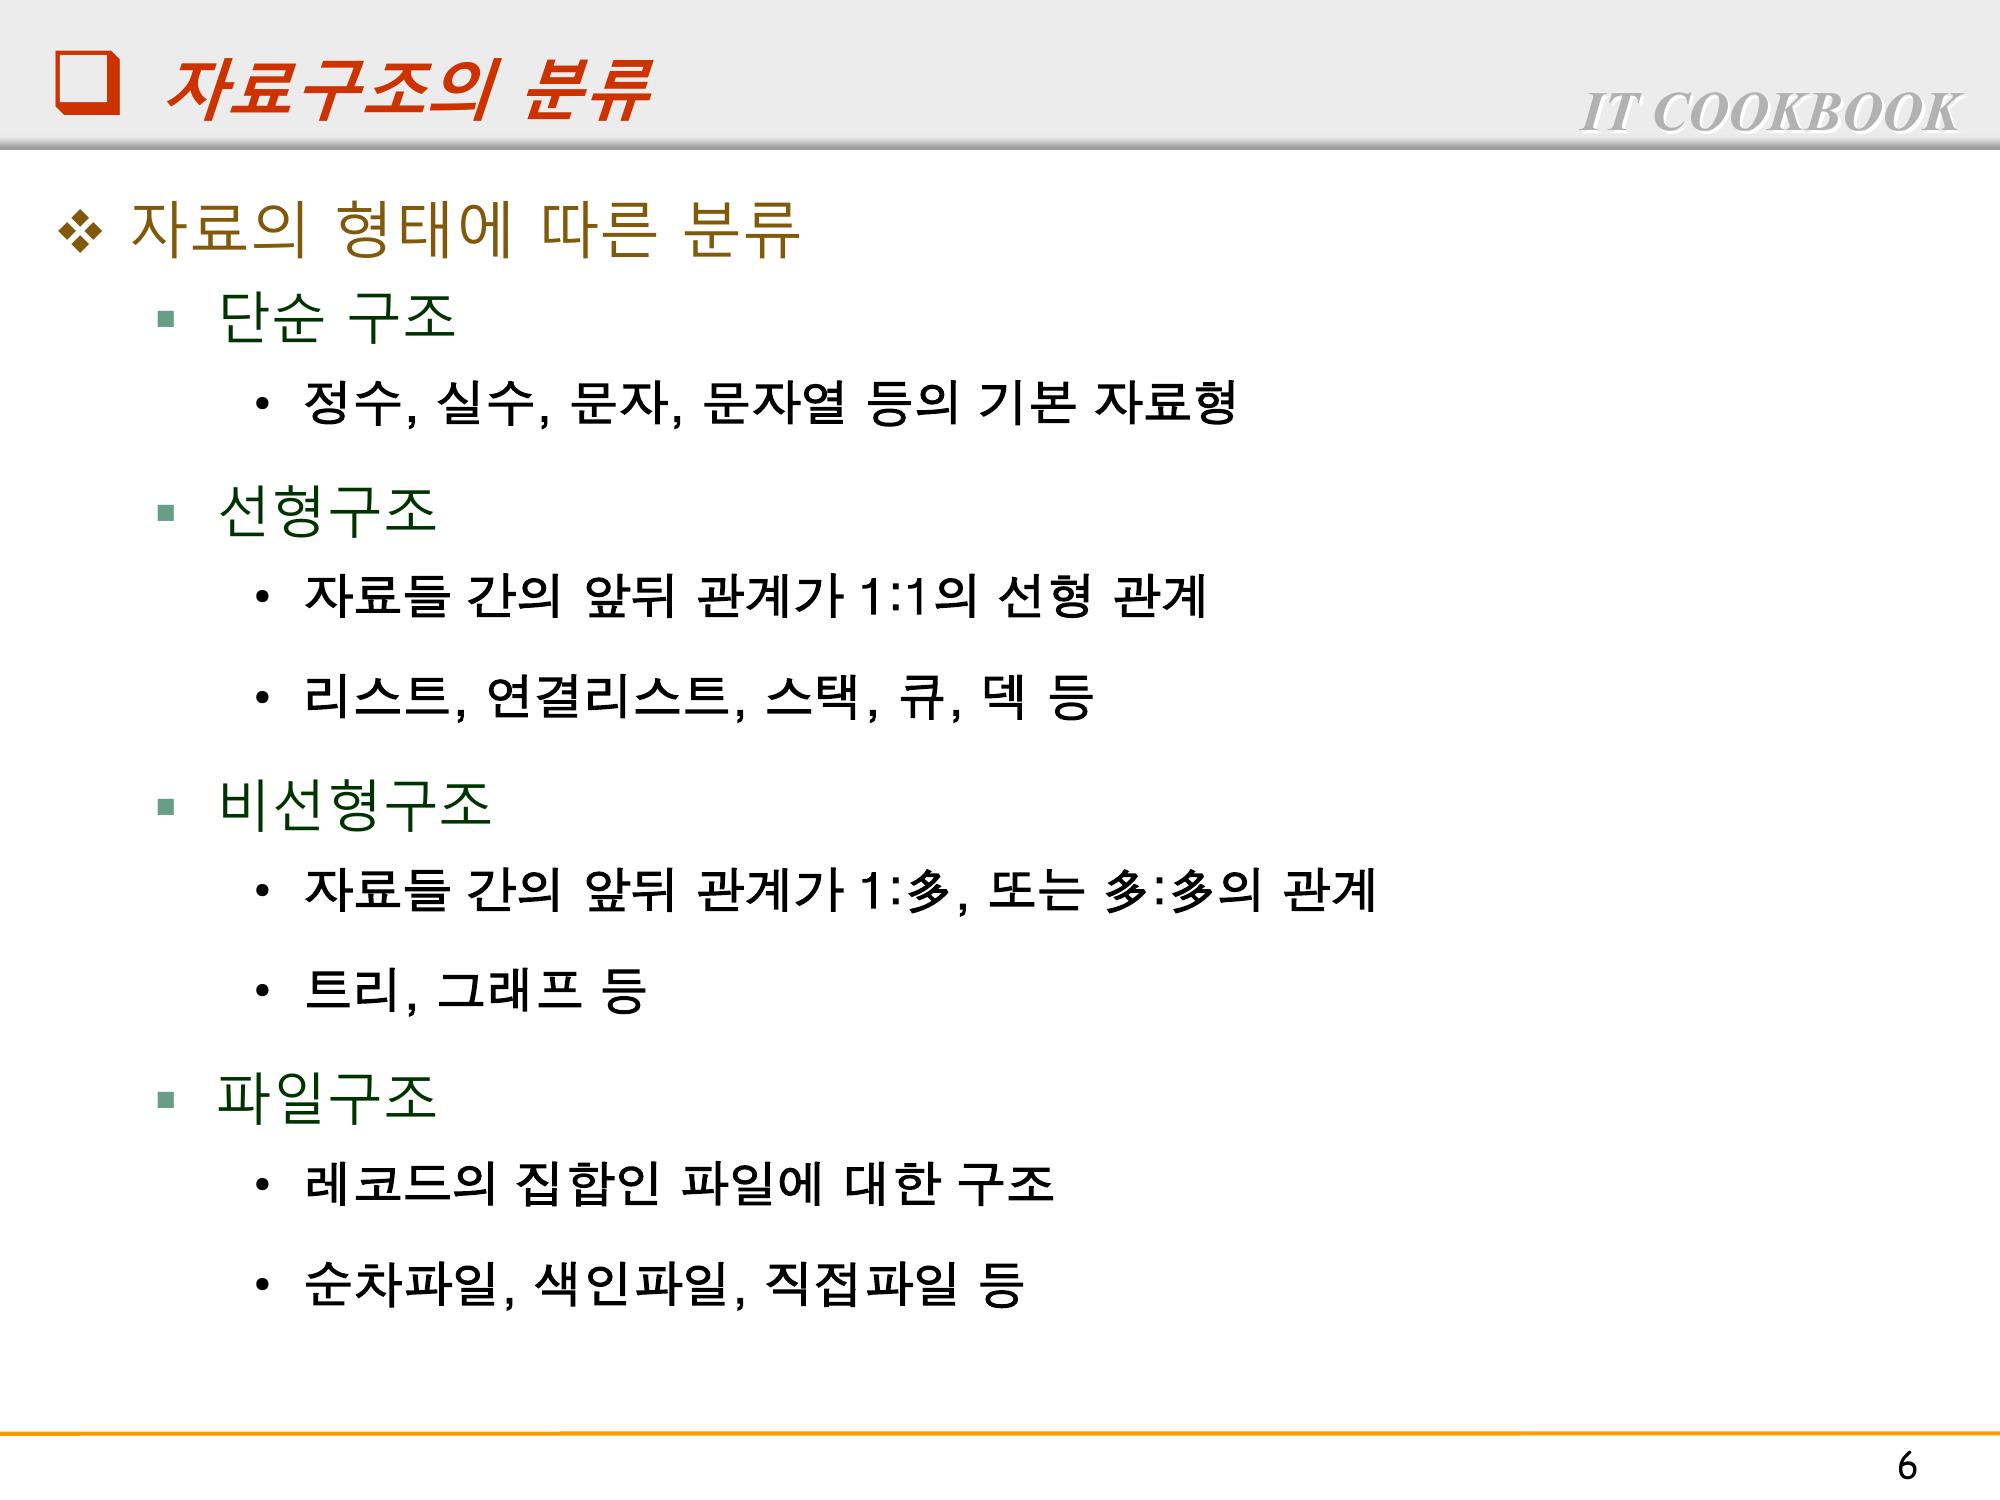 ❑ 자료구조의 분류
IT COOKBOOK
❖ 자료의 형태에 따른 분류
▪ 단순 구조
• 정수, 실수, 문자, 문자열 등의 기본 자료형
▪ 선형구조
• 자료들 간의 앞뒤 관계가 1:1의 선형 관계
• 리스트, 연결리스트, 스택, 큐, 덱 등
▪ 비선형구조
• 자료들 간의 앞뒤 관계가 1:多, 또는 多:多의 관계
• 트리, 그래프 등
▪ 파일구조
• 레코드의 집합인 파일에 대한 구조
• 순차파일, 색인파일, 직접파일 등
6